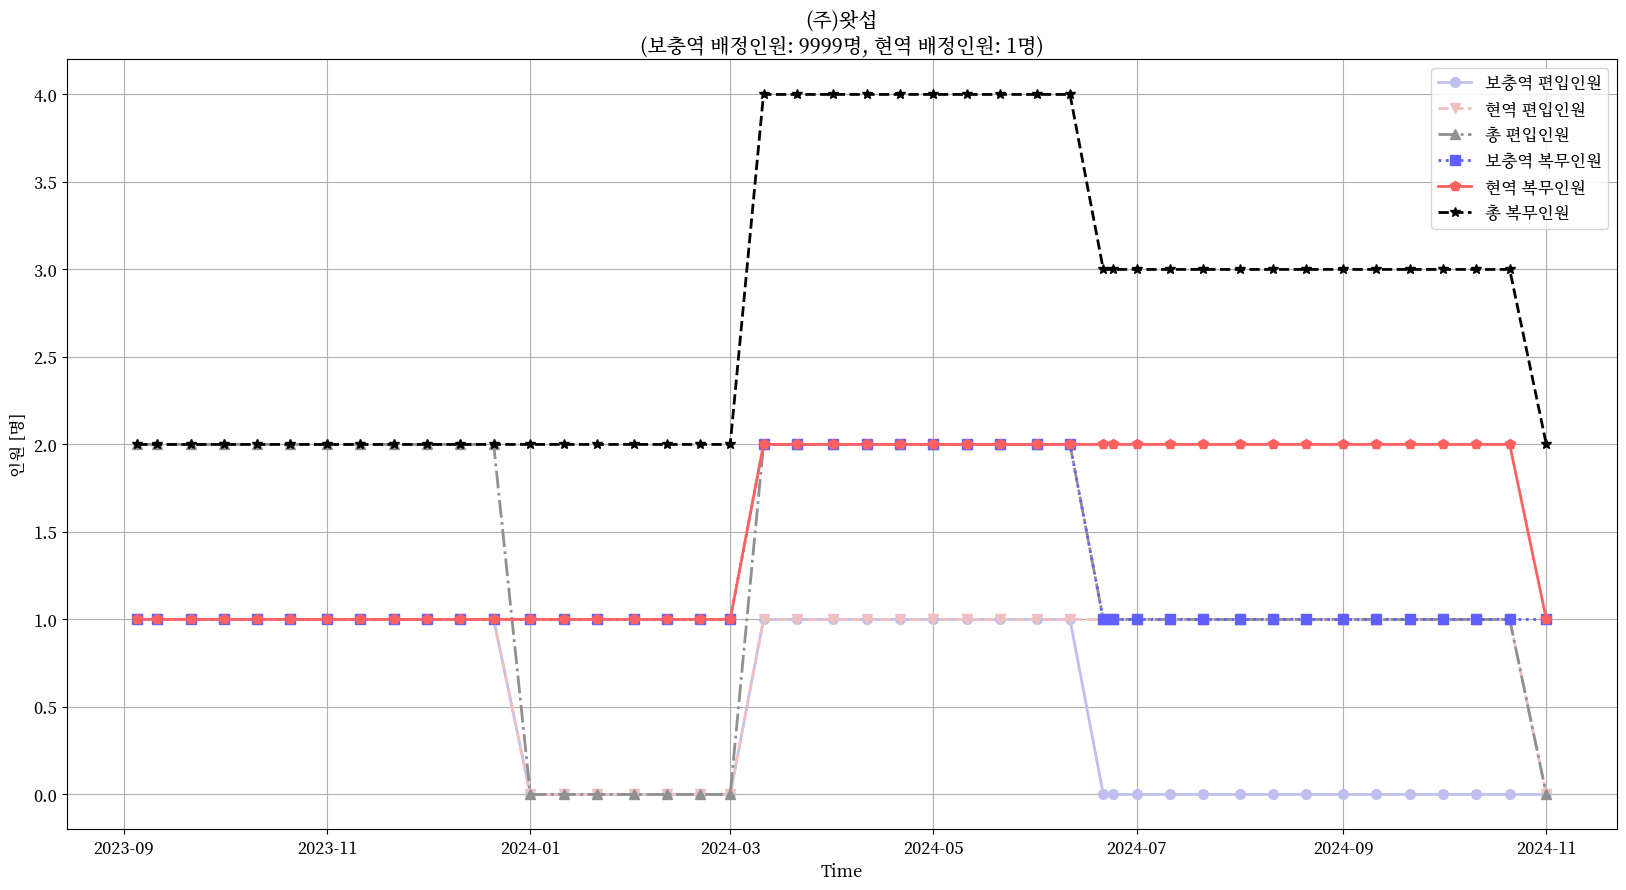 (주)왓섭
(보충역 배정인원: 9999명, 현역 배정인원: 1명)
보충역 편입인원
현역 편입인원
총 편입인원
보충역 복무인원
현역 복무인원
총 복무인원
인원 [명]
4.0
3.5
3.0
2.5
2.0
1.5
1.0
0.5
0.0
2023-09
2023-11
2024-01
2024-03
2024-05
2024-07
2024-09
2024-11
Time